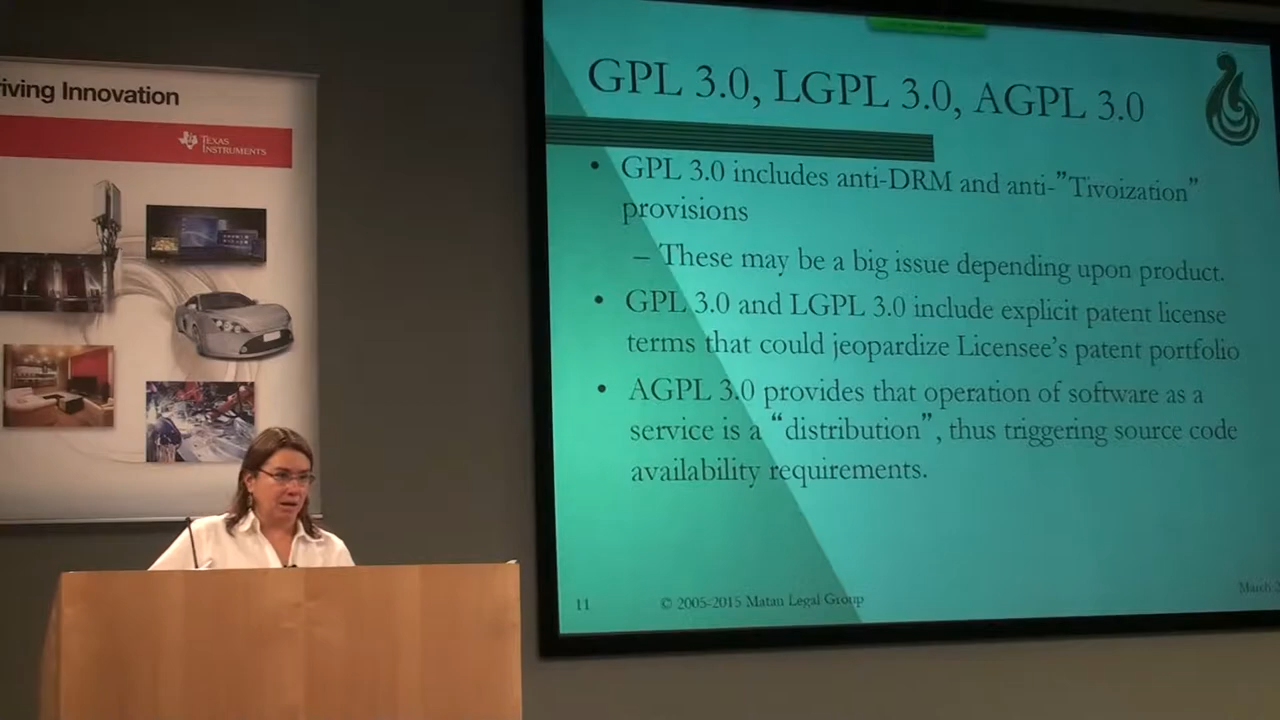 iving Innovation
TEXAS
INSTRUMENTS
GPL 3.0, LGPL 3.0, AGPL 3.0
• GPL 3.0 includes anti-DRM and anti-”Tivoization”
provisions
– These may be a big issue depending upon product.
• GPL 3.0 and LGPL 3.0 include explicit patent license
terms that could jeopardize Licensee’s patent portfolio
• AGPL 3.0 provides that operation of software as a
service is a “distribution”, thus triggering source code
availability requirements.
11
© 2005-2015 Matan Legal Group
March